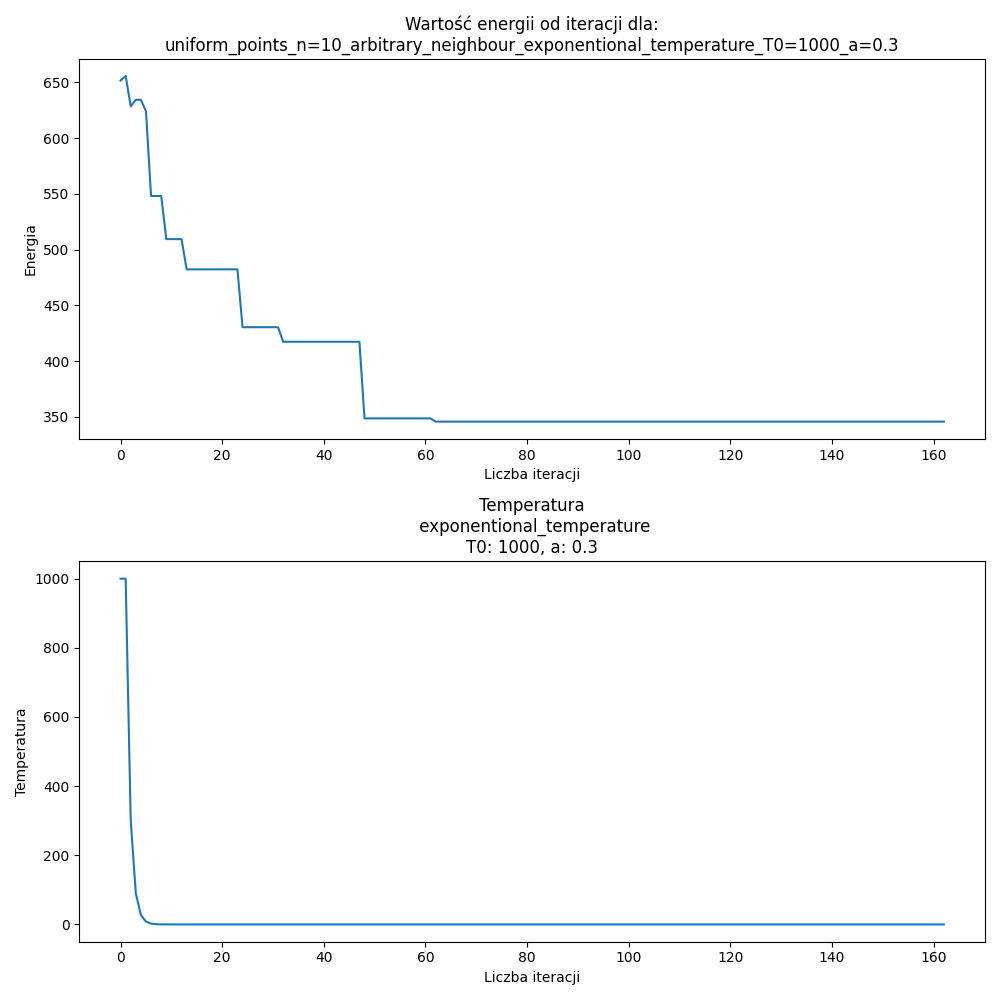 Wartość energii od iteracji dla:
uniform_points_n=10_arbitrary_neighbour_exponentional_temperature_T0=1000_a=0.3
650
600
550
500
450
400
350
Energia
0 20 40 60 80 100 120 140 160
Liczba iteracji
Temperatura
exponentional_temperature
T0: 1000, a: 0.3
1000
800
600
400
200
0
Temperatura
0 20 40 60 80 100 120 140 160
Liczba iteracji